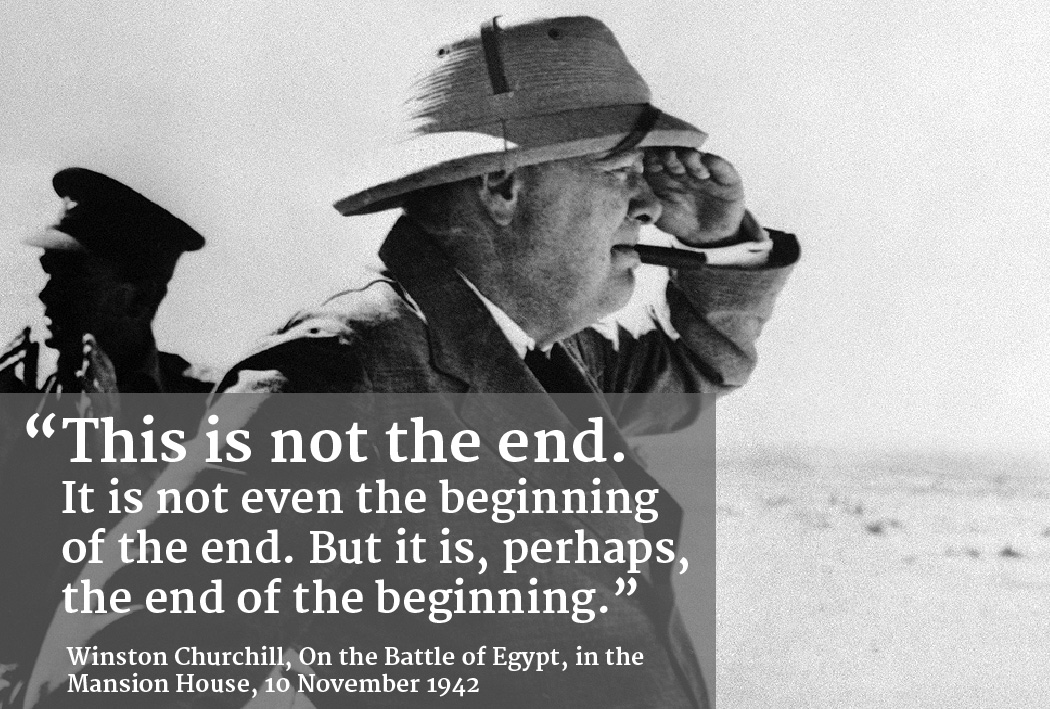 “This is not the end.
It is not even the beginning
of the end. But it is, perhaps,
the end of the beginning.”
Winston Churchill, On the Battle of Egypt, in the
Mansion House, 10 November 1942